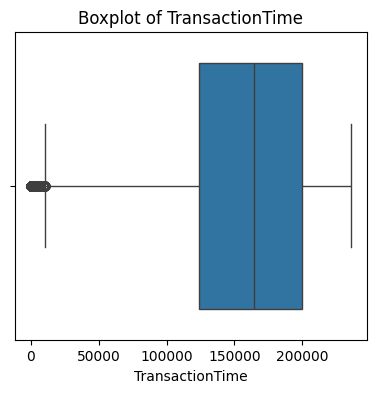 Boxplot of TransactionTime
0 50000 100000 150000 200000
TransactionTime